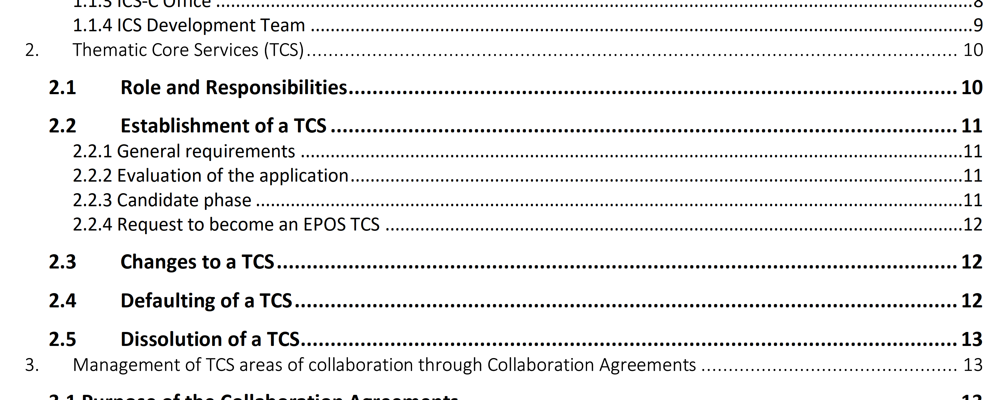 1.1.3 ICS-C Office ........................................................................................................................8
1.1.4 ICS Development Team ........................................................................................................9
2. Thematic Core Services (TCS)........................................................................................................ 10
2.1 Role and Responsibilities........................................................................................................ 10
2.2 Establishment of a TCS ........................................................................................................ 11
2.2.1 General requirements ........................................................................................................11
2.2.2 Evaluation of the application........................................................................................................11
2.2.3 Candidate phase ........................................................................................................11
2.2.4 Request to become an EPOS TCS ........................................................................................................12
2.3 Changes to a TCS........................................................................................................ 12
2.4 Defaulting of a TCS........................................................................................................ 12
2.5 Dissolution of a TCS........................................................................................................ 13
3. Management of TCS areas of collaboration through Collaboration Agreements ............................................... 13
3.1 Purpose of the Collaboration Agreements 13